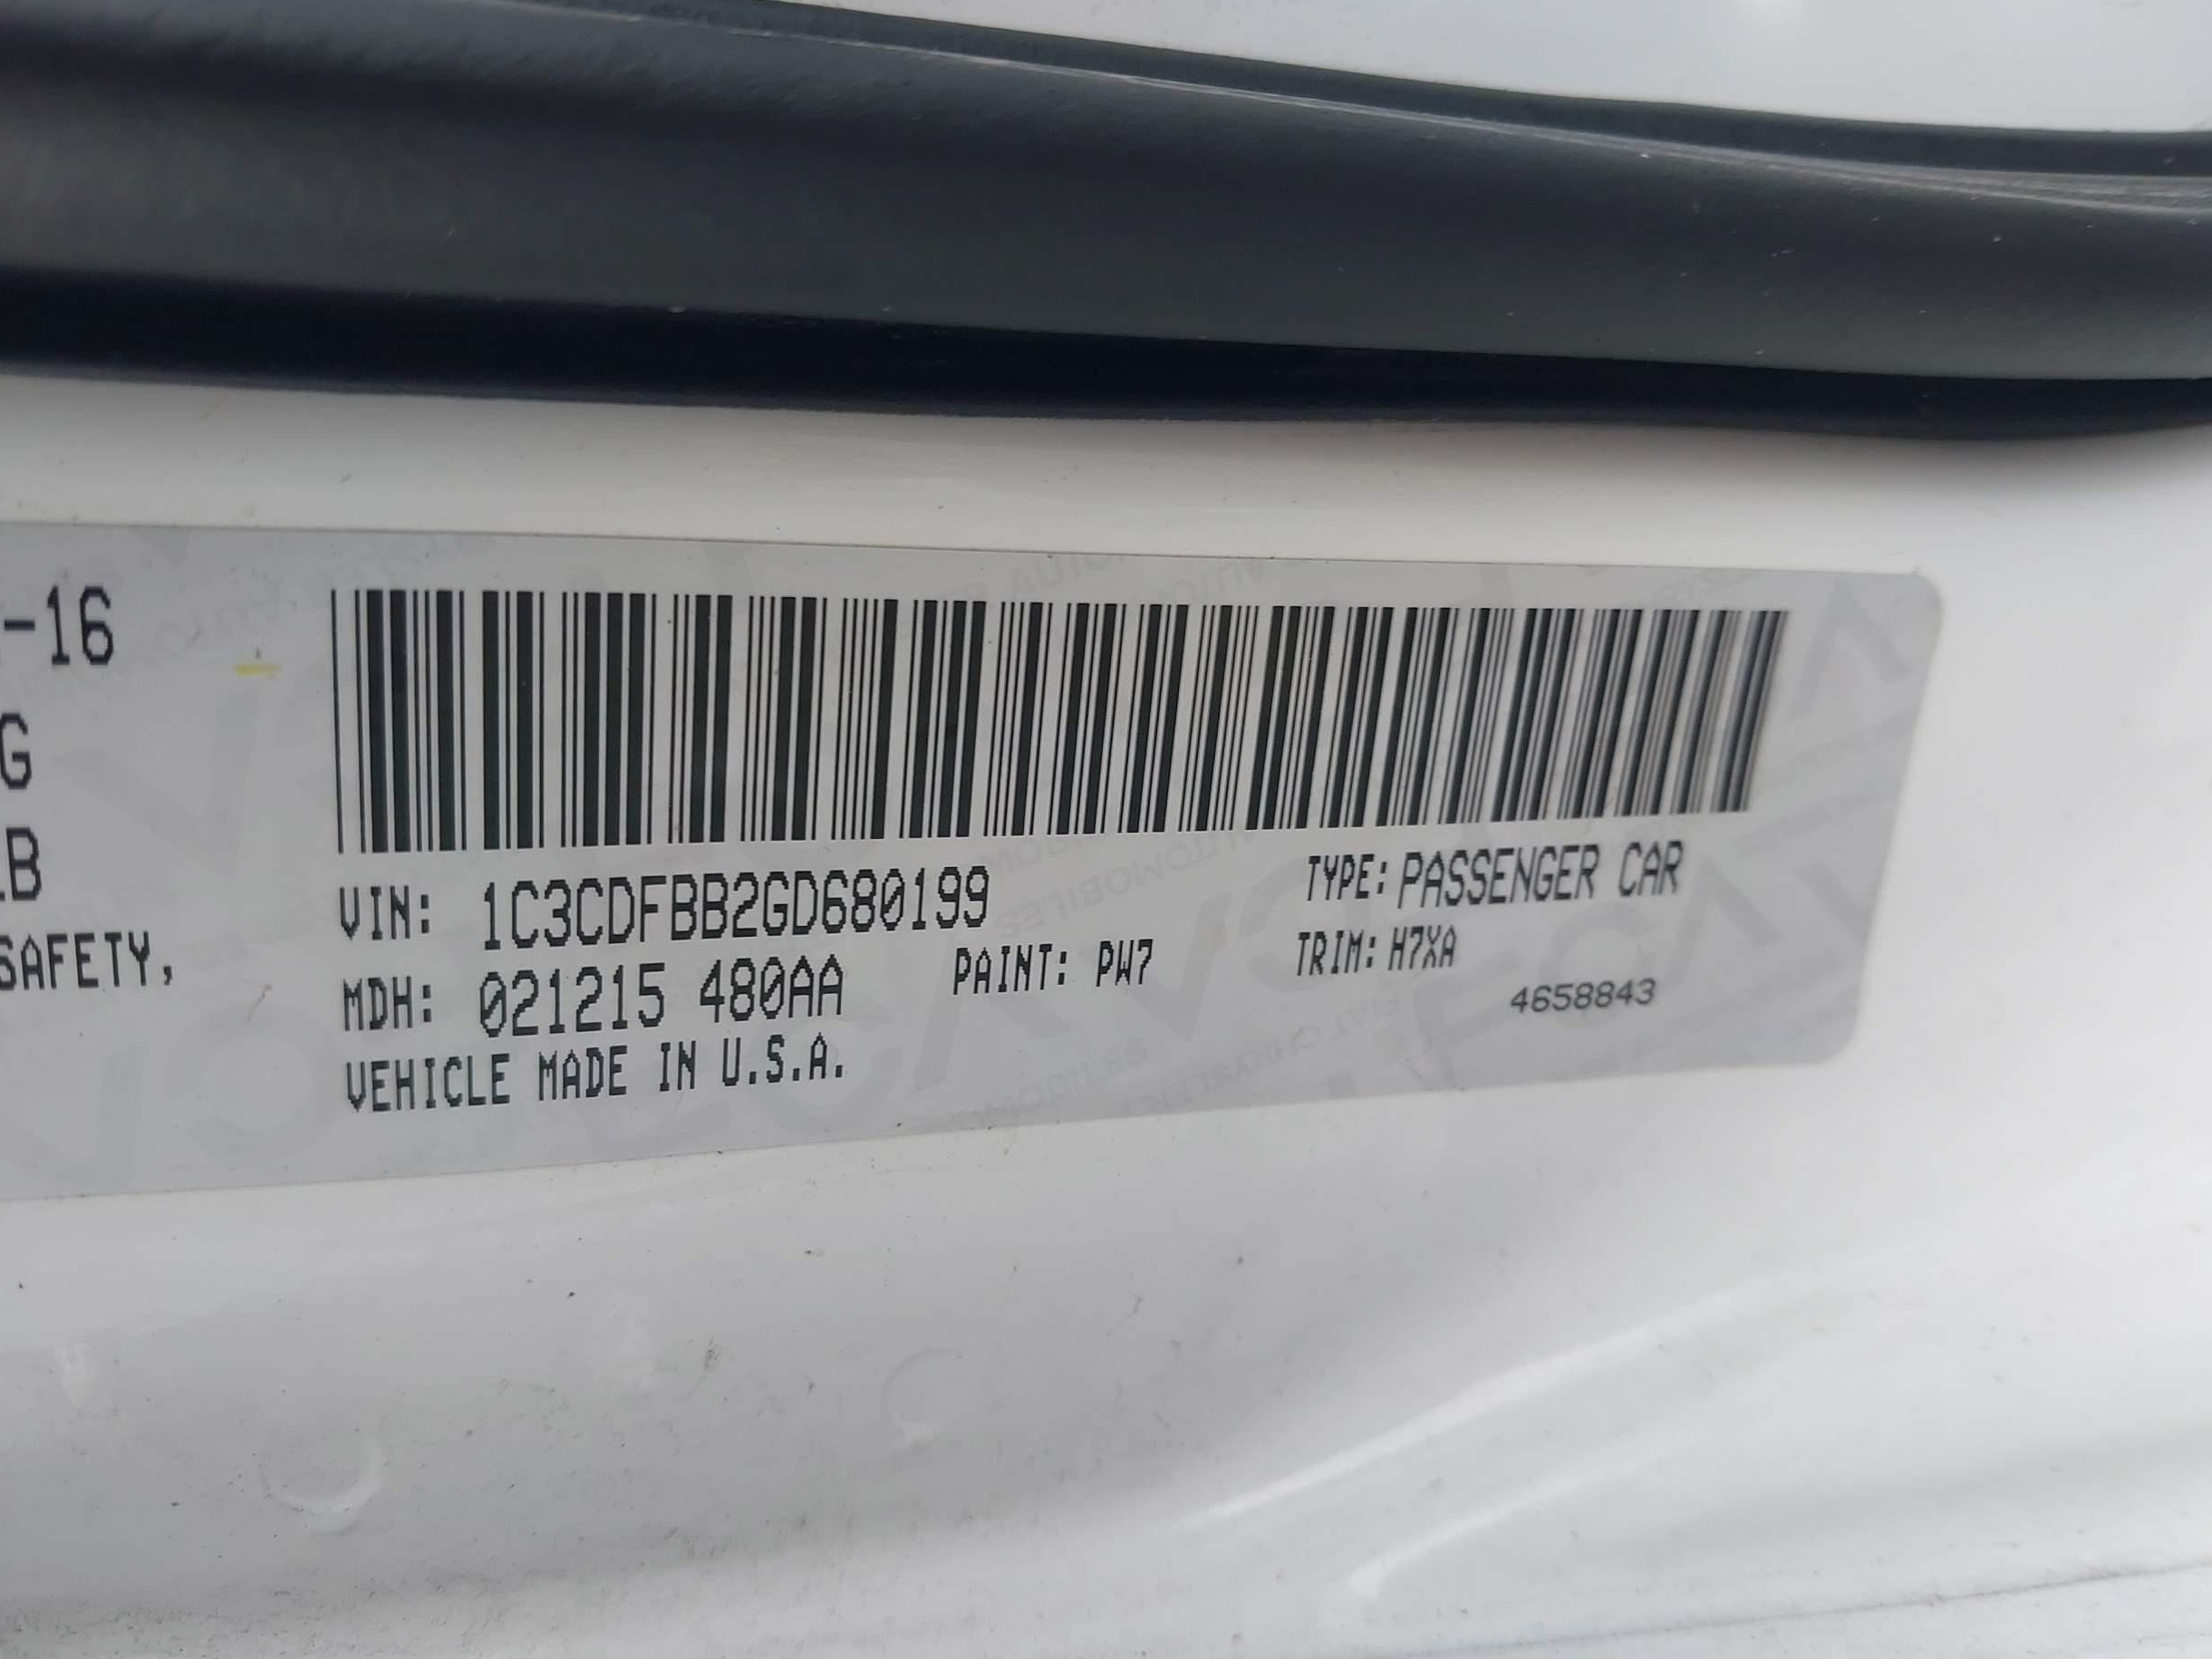 -16
G
LB
SAFETY,
VIN: 1C3CDFBB2GD680199
TYPE: PASSENGER CAR
MDH: 021215 480AA
PAINT: PW7
TRIM: H7XA
VEHICLE MADE IN U.S.A.
4658843